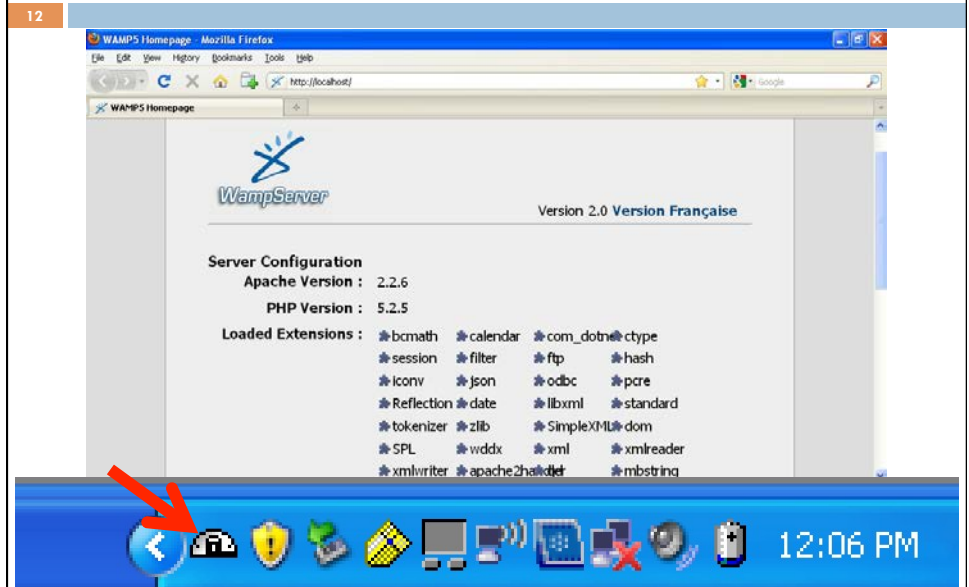 12
WAMP5 Homepage - Mozilla Firefox
File Edit View History Bookmarks Tools Help
http://localhost/
Google
WAMP5 Homepage
WampServer
Version 2.0 Version Française
Server Configuration
Apache Version : 2.2.6
PHP Version : 5.2.5
Loaded Extensions : bcmath calendar com_dotne ctype
session filter ftp hash
iconv json odbc pcre
Reflection date libxml standard
tokenizer zlib SimpleXML dom
SPL wddx xml xmlreader
xmlwriter apache2ha mbstring
12:06 PM